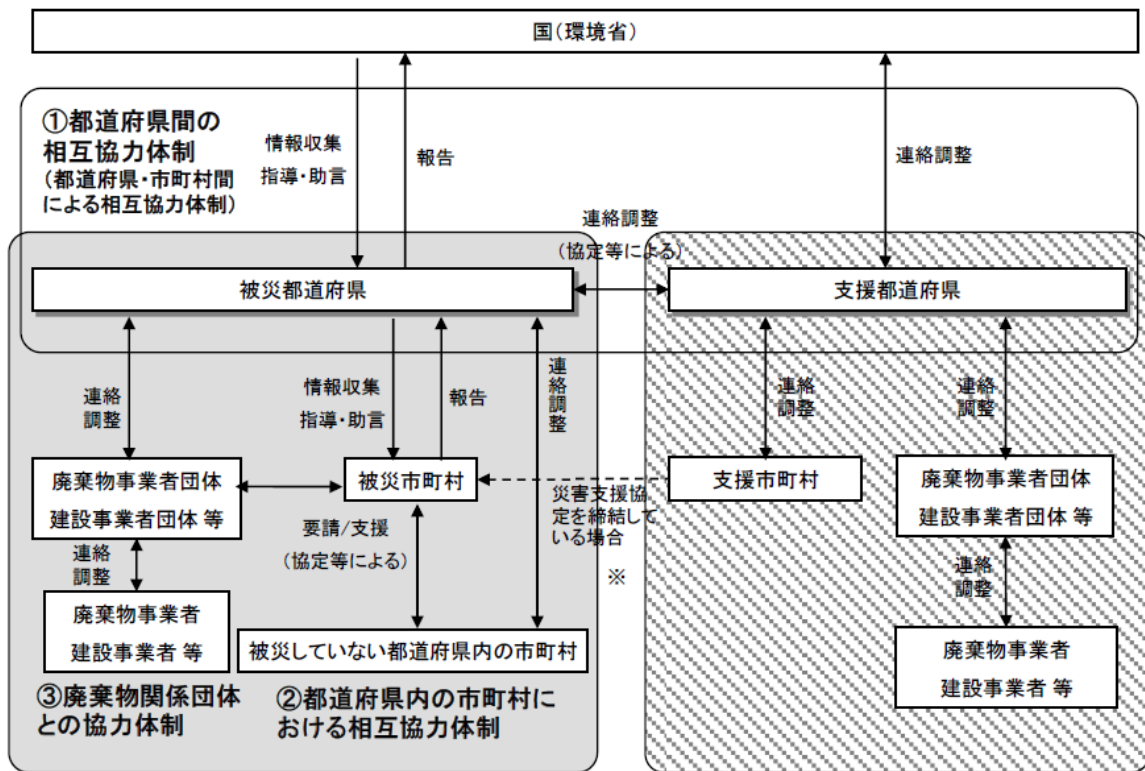 国(環境省)
①都道府県間の
相互協力体制
(都道府県・市町村間
による相互協力体制)
情報収集
指導・助言
報告
連絡調整
連絡調整
(協定等による)
被災都道府県
支援都道府県
連絡
調整
情報収集
指導・助言
報告
連絡調整
連絡
調整
連絡
調整
廃棄物事業者団体
建設事業者団体 等
被災市町村
支援市町村
廃棄物事業者団体
建設事業者団体 等
要請/支援
(協定等による)
災害支援協
定を締結して
いる場合
※
連絡
調整
連絡
調整
廃棄物事業者
建設事業者 等
被災していない都道府県内の市町村
廃棄物事業者
建設事業者 等
③廃棄物関係団体
との協力体制
②都道府県内の市町村に
おける相互協力体制